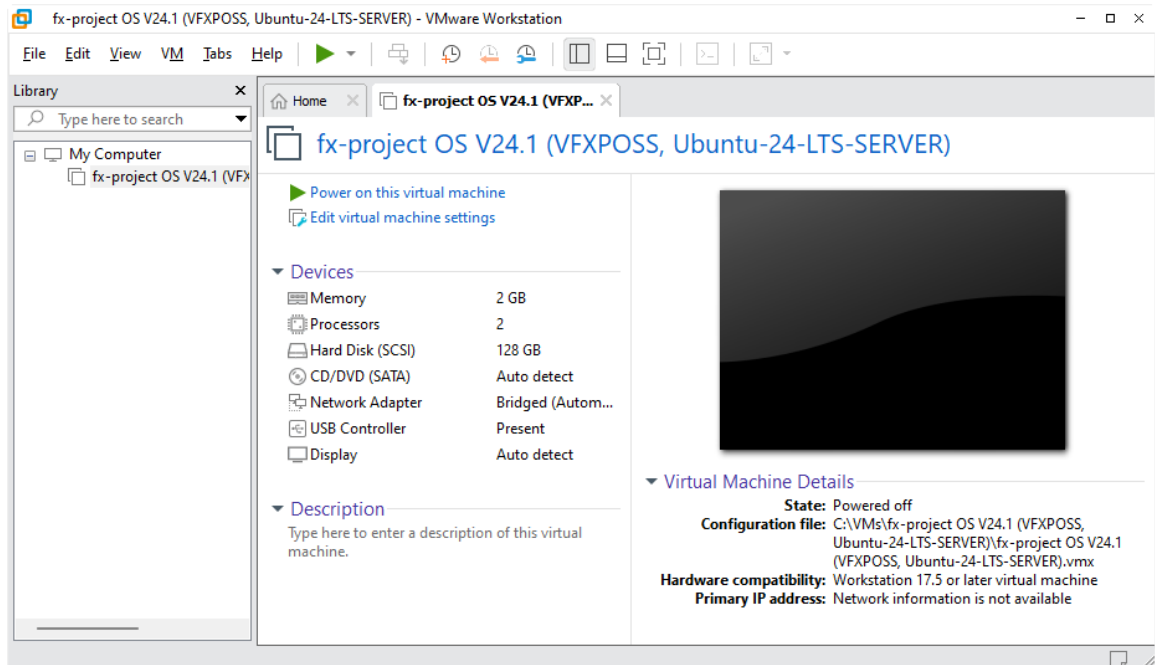 fx-project OS V24.1 (VFXPOSS, Ubuntu-24-LTS-SERVER) - VMware Workstation
File Edit View VM Tabs Help
Library
Type here to search
My Computer
fx-project OS V24.1 (VFX
Home
fx-project OS V24.1 (VFXP...
fx-project OS V24.1 (VFXPOSS, Ubuntu-24-LTS-SERVER)
Power on this virtual machine
Edit virtual machine settings
Devices
Memory 2 GB
Processors 2
Hard Disk (SCSI) 128 GB
CD/DVD (SATA) Auto detect
Network Adapter Bridged (Autom...
USB Controller Present
Display Auto detect
Description
Type here to enter a description of this virtual
machine.
Virtual Machine Details
State: Powered off
Configuration file: C:\VMs\fx-project OS V24.1 (VFXPOSS,
Ubuntu-24-LTS-SERVER)\fx-project OS V24.1
(VFXPOSS, Ubuntu-24-LTS-SERVER).vmx
Hardware compatibility: Workstation 17.5 or later virtual machine
Primary IP address: Network information is not available